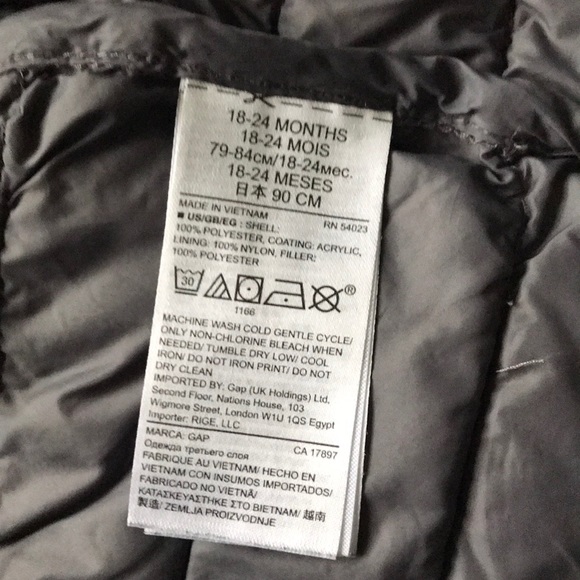 18-24 MONTHS
18-24 MOIS
79-84см/18-24мес.
18-24 MESES
日本 90 CM
MADE IN VIETNAM
RN 54023
■ US/GB/EG : SHELL:
100% POLYESTER, COATING: ACRYLIC,
LINING: 100% NYLON, FILLER:
100% POLYESTER
30
®
1166
MACHINE WASH COLD GENTLE CYCLE/
ONLY NON-CHLORINE BLEACH WHEN
NEEDED/ TUMBLE DRY LOW/ COOL
IRON/ DO NOT IRON PRINT/ DO NOT
DRY CLEAN
IMPORTED BY: Gap (UK Holdings) Ltd,
Second Floor, Nations House, 103
Wigmore Street, London W1U 1QS Egypt
Importer: RIGE, LLC
MARCA: GAP
CA 17897
Одежда третьего слоя
FABRIQUE AU VIETNAM/ HECHO EN
VIETNAM CON INSUMOS IMPORTADOS/
FABRICADO NO VIETNÃ/
ΚΑΤΑΣΚΕΥΑΣΤΗΚΕ ΣΤΟ ΒΙΕΤΝΑΜ/ 越南
製造/ ZEMLJA PROIZVODNJE